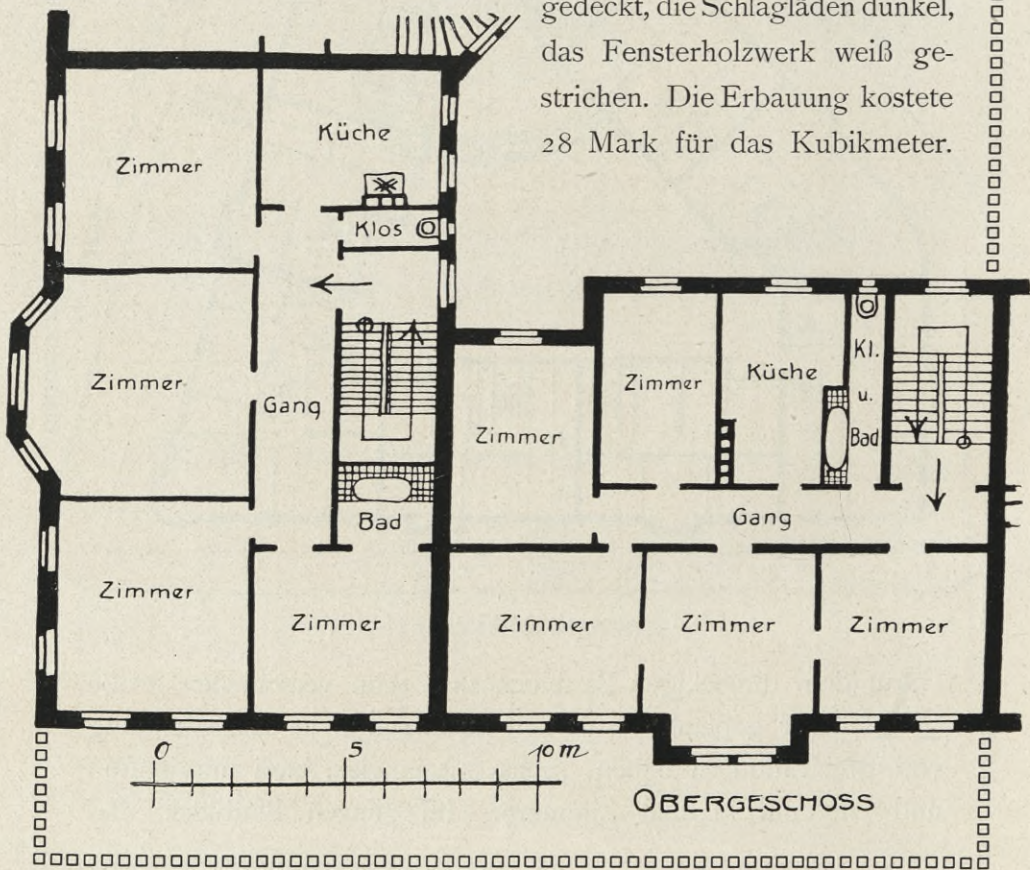 gedeckt, die Schlagläden dunkel,
das Fensterholzwerk weiß ge-
strichen. Die Erbauung kostete
28 Mark für das Kubikmeter.
Zimmer
Küche
Klos
Zimmer
Gang
Bad
Zimmer
Zimmer
Zimmer
Zimmer
Küche
Kl.
u.
Bad
Gang
Zimmer
Zimmer
Zimmer
0 5 10 m
OBERGESCHOSS